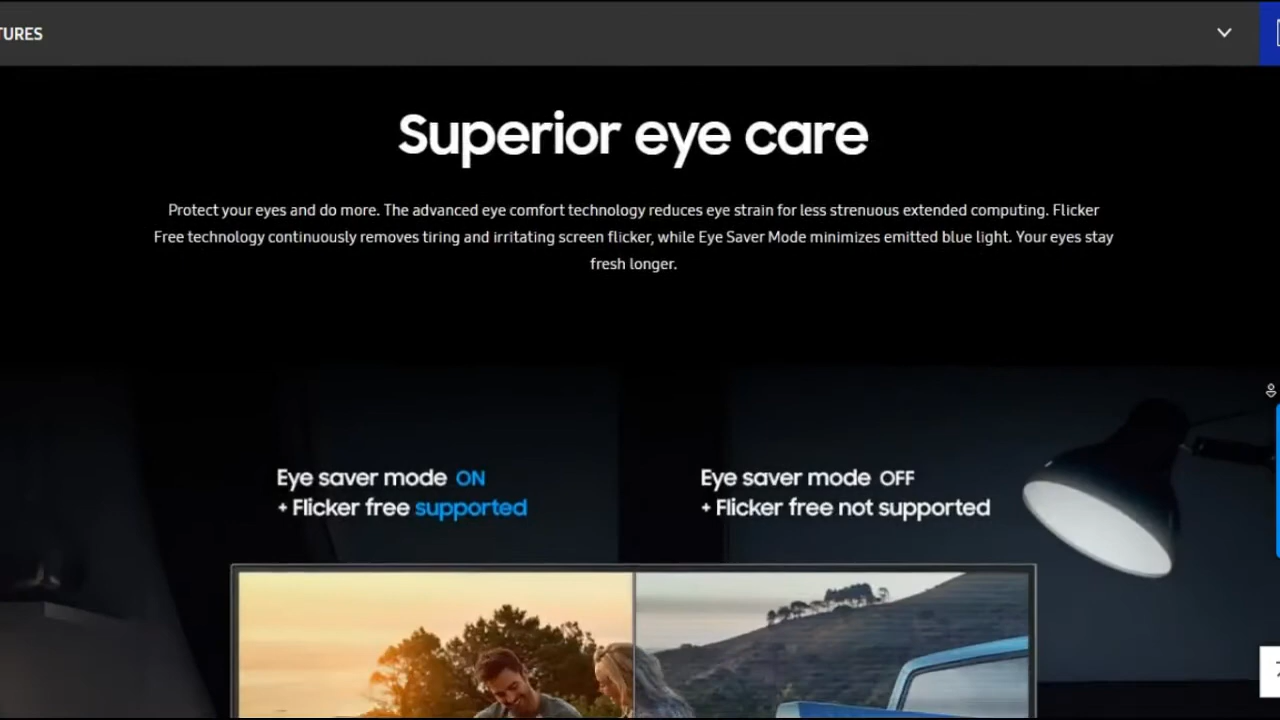 TURES
Superior eye care
Protect your eyes and do more. The advanced eye comfort technology reduces eye strain for less strenuous extended computing. Flicker
Free technology continuously removes tiring and irritating screen flicker, while Eye Saver Mode minimizes emitted blue light. Your eyes stay
fresh longer.
Eye saver mode ON
+ Flicker free supported
Eye saver mode OFF
+ Flicker free not supported